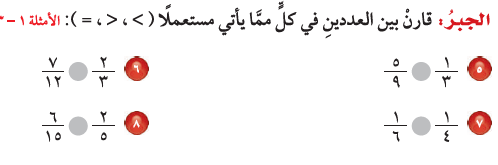 الجبرُ: قارنْ بين العددينِ في كلٍّ ممَّا يأتي مستعملًا ( > ، < ، = ): الأمثلة ١ – ٣
٥ ١/٣ ٥/٩
٦ ٢/٣ ٧/١٢
٧ ١/٤ ١/٦
٨ ٢/٥ ٦/١٥